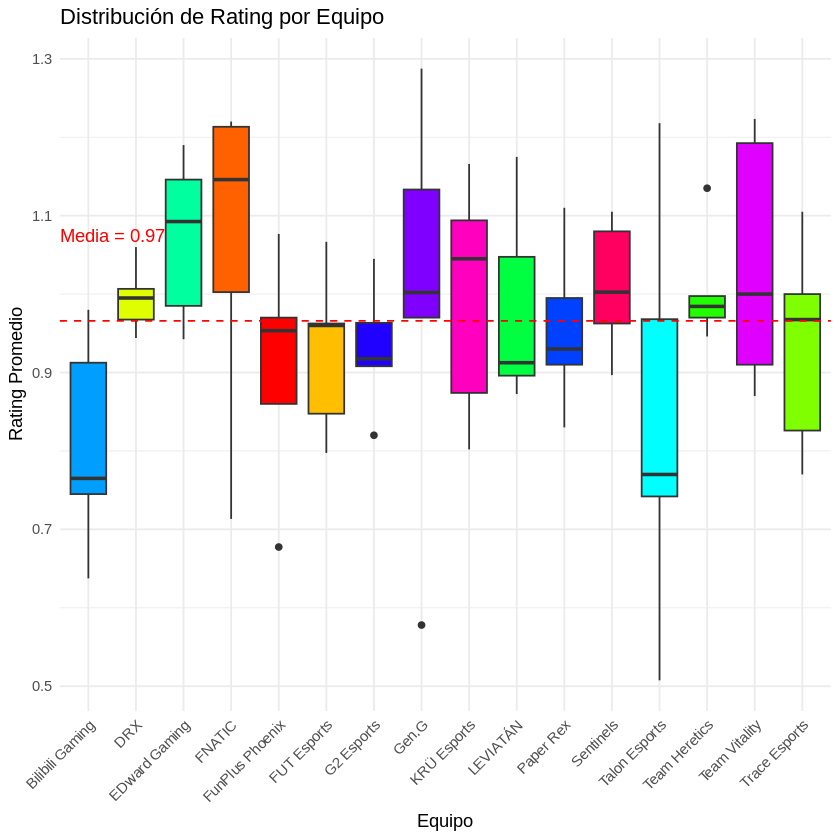 Distribución de Rating por Equipo
1.3
1.1
0.9
0.7
0.5
Rating Promedio
Media = 0.97
Bilibili Gaming
DRX
EDward Gaming
FNATIC
FunPlus Phoenix
FUT Esports
G2 Esports
Gen.G
KRÜ Esports
LEVIATÁN
Paper Rex
Sentinels
Talon Esports
Team Heretics
Team Vitality
Trace Esports
Equipo